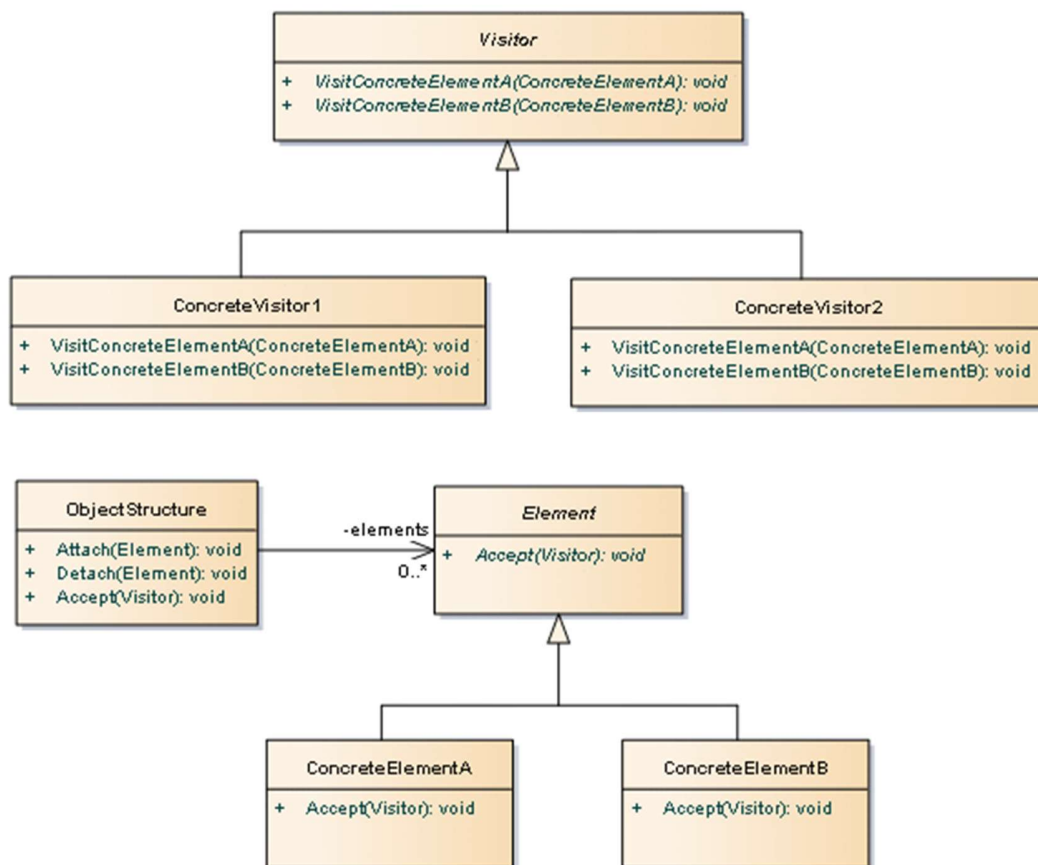 Visitor
+ VisitConcreteElementA(ConcreteElementA): void
+ VisitConcreteElementB(ConcreteElementB): void
ConcreteVisitor1
+ VisitConcreteElementA(ConcreteElementA): void
+ VisitConcreteElementB(ConcreteElementB): void
ConcreteVisitor2
+ VisitConcreteElementA(ConcreteElementA): void
+ VisitConcreteElementB(ConcreteElementB): void
ObjectStructure
+ Attach(Element): void
+ Detach(Element): void
+ Accept(Visitor): void
-elements
0..*
Element
+ Accept(Visitor): void
ConcreteElementA
+ Accept(Visitor): void
ConcreteElementB
+ Accept(Visitor): void